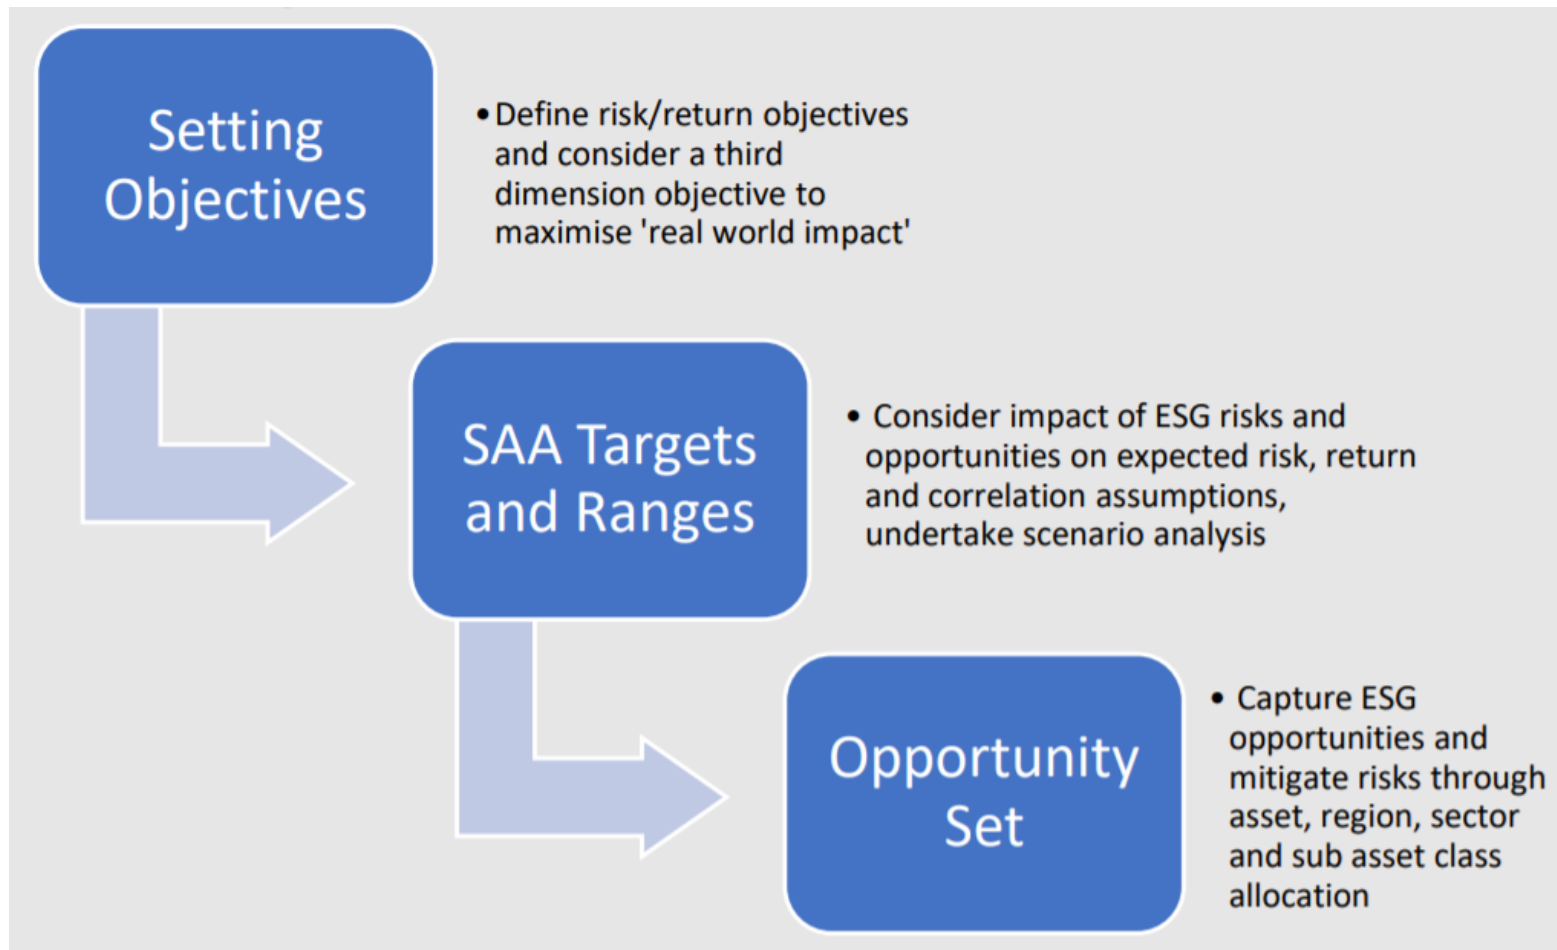 Setting
Objectives
•Define risk/return objectives
and consider a third
dimension objective to
maximise 'real world impact'
SAA Targets
and Ranges
• Consider impact of ESG risks and
opportunities on expected risk, return
and correlation assumptions,
undertake scenario analysis
Opportunity
Set
• Capture ESG
opportunities and
mitigate risks through
asset, region, sector
and sub asset class
allocation